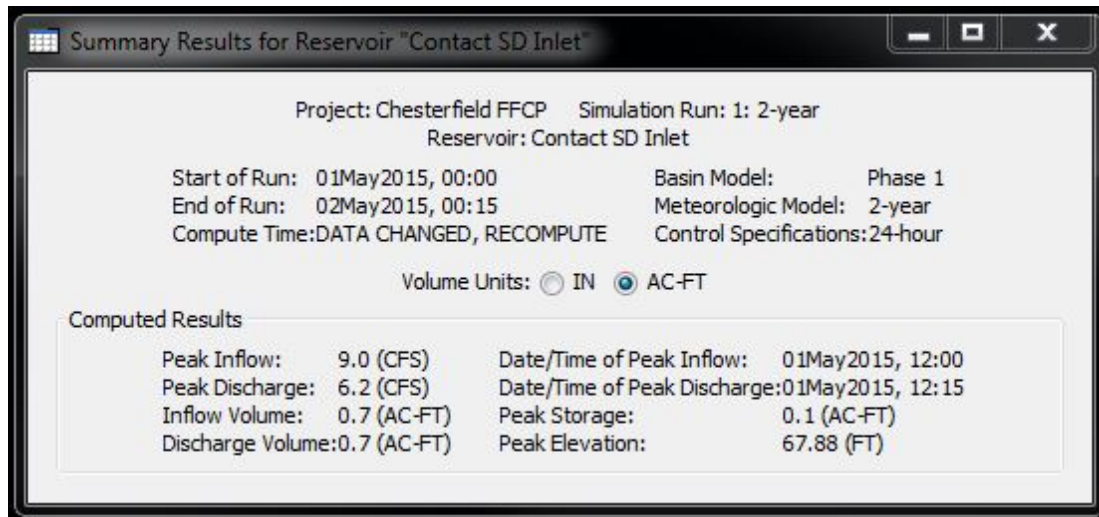 Summary Results for Reservoir "Contact SD Inlet"
Project: Chesterfield FFCP Simulation Run: 1: 2-year
Reservoir: Contact SD Inlet
Start of Run: 01May2015, 00:00 Basin Model: Phase 1
End of Run: 02May2015, 00:15 Meteorologic Model: 2-year
Compute Time:DATA CHANGED, RECOMPUTE Control Specifications:24-hour
Volume Units: IN AC-FT
Computed Results
Peak Inflow: 9.0 (CFS) Date/Time of Peak Inflow: 01May2015, 12:00
Peak Discharge: 6.2 (CFS) Date/Time of Peak Discharge:01May2015, 12:15
Inflow Volume: 0.7 (AC-FT) Peak Storage: 0.1 (AC-FT)
Discharge Volume:0.7 (AC-FT) Peak Elevation: 67.88 (FT)